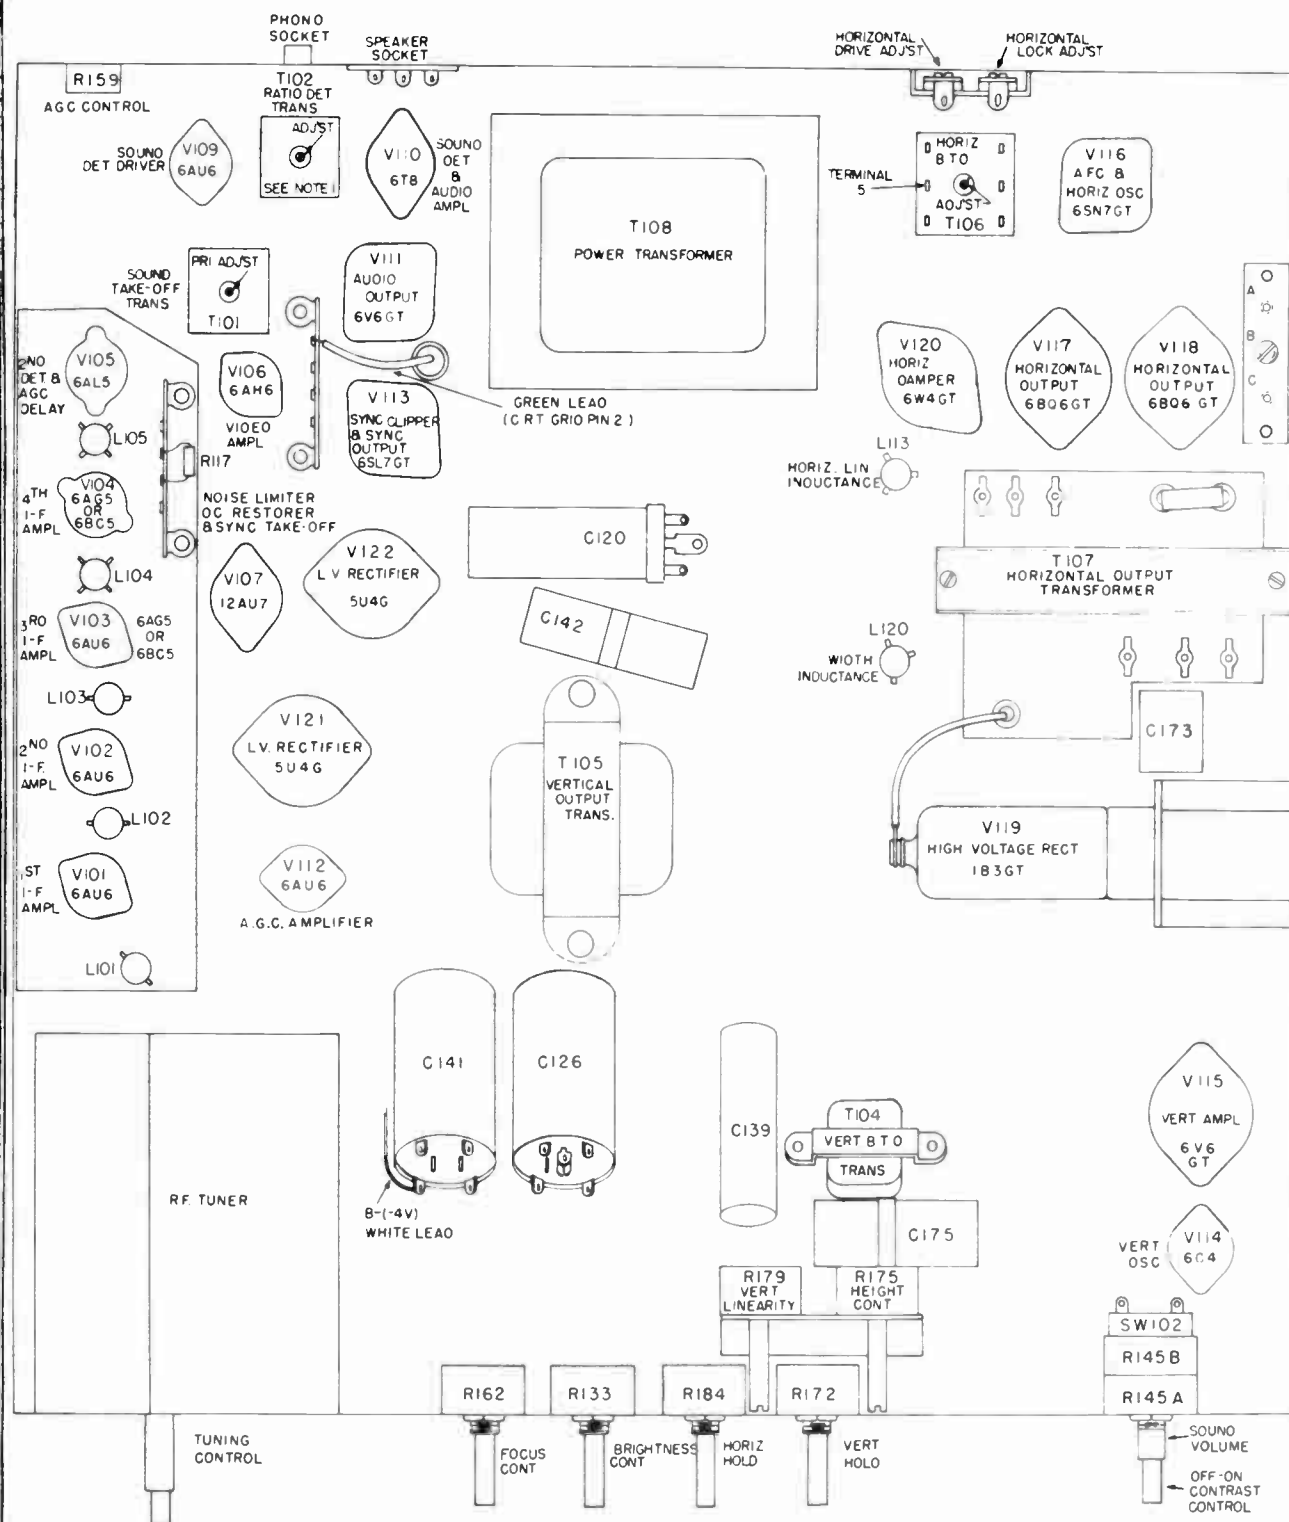 PHONO
SOCKET
SPEAKER
SOCKET
HORIZONTAL
DRIVE ADJ'ST
HORIZONTAL
LOCK ADJ'ST
R159
AGC CONTROL
T102
RATIO DET
TRANS
ADJ'ST
SEE NOTE 1
SOUND
DET DRIVER
V109
6AU6
V110
6T8
SOUND
DET
&
AUDIO
AMPL
T108
POWER TRANSFORMER
HORIZ
BTO
ADJ'ST
T106
TERMINAL
5
V116
AFC &
HORIZ OSC
6SN7GT
SOUND
TAKE-OFF
TRANS
PRI ADJ'ST
T101
V111
AUDIO
OUTPUT
6V6GT
A
B
C
2ND
DET &
AGC
DELAY
V105
6AL5
V106
6AH6
VIDEO
AMPL
V113
SYNC CLIPPER
& SYNC
OUTPUT
6SL7GT
GREEN LEAD
(CRT GRID PIN 2)
V120
HORIZ
DAMPER
6W4GT
V117
HORIZONTAL
OUTPUT
6BQ6GT
V118
HORIZONTAL
OUTPUT
6BQ6 GT
L105
R117
L113
HORIZ. LIN
INDUCTANCE
4TH
I-F
AMPL
V104
6AG5
OR
6BC5
NOISE LIMITER
DC RESTORER
& SYNC TAKE-OFF
C120
L104
V107
12AU7
V122
L V RECTIFIER
5U4G
T107
HORIZONTAL OUTPUT
TRANSFORMER
3RD
I-F
AMPL
V103
6AU6
6AG5
OR
6BC5
C142
L120
WIDTH
INDUCTANCE
L103
V121
L.V. RECTIFIER
5U4G
C173
2ND
I-F.
AMPL
V102
6AU6
T105
VERTICAL
OUTPUT
TRANS.
L102
V119
HIGH VOLTAGE RECT
1B3GT
1ST
I-F
AMPL
V101
6AU6
V112
6AU6
A.G.C. AMPLIFIER
L101
C141
C126
C139
T104
VERT BTO
TRANS
V115
VERT AMPL
6V6
GT
R.F. TUNER
B-(-4V)
WHITE LEAD
C175
VERT
OSC
V114
6C4
R179
VERT
LINEARITY
R175
HEIGHT
CONT
SW102
R145B
R145A
R162
R133
R184
R172
TUNING
CONTROL
FOCUS
CONT
BRIGHTNESS
CONT
HORIZ
HOLD
VERT
HOLD
SOUND
VOLUME
OFF-ON
CONTRAST
CONTROL